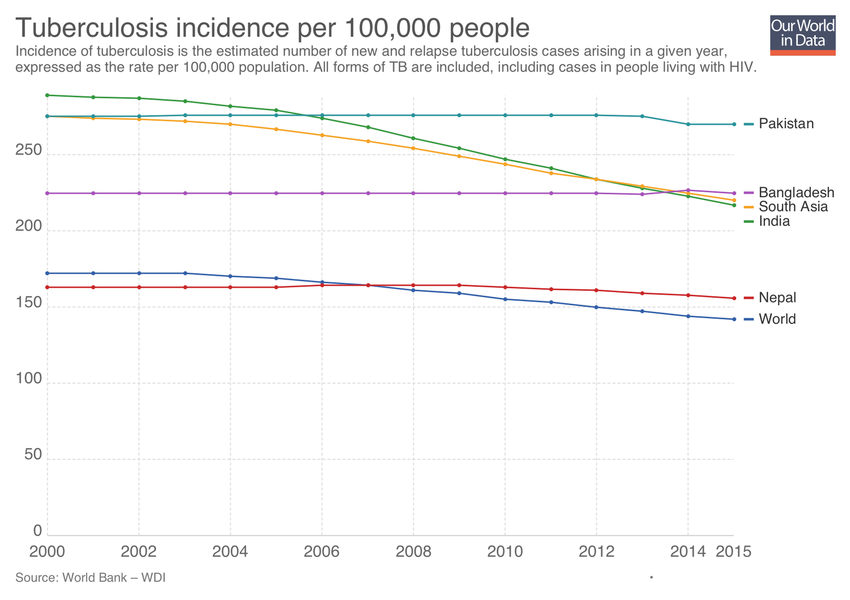 Tuberculosis incidence per 100,000 people
Our World
in Data
Incidence of tuberculosis is the estimated number of new and relapse tuberculosis cases arising in a given year,
expressed as the rate per 100,000 population. All forms of TB are included, including cases in people living with HIV.
Pakistan
250
Bangladesh
South Asia
India
200
150
Nepal
World
100
50
0
2000 2002 2004 2006 2008 2010 2012 2014 2015
Source: World Bank – WDI